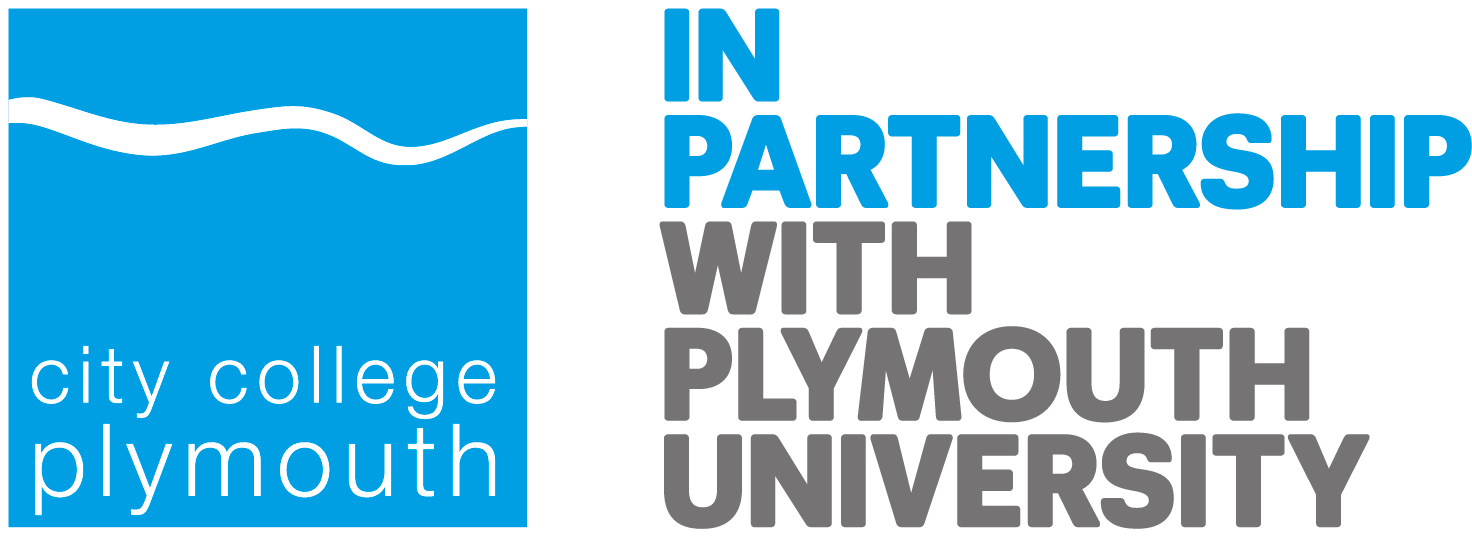 city college
plymouth
IN
PARTNERSHIP
WITH
PLYMOUTH
UNIVERSITY